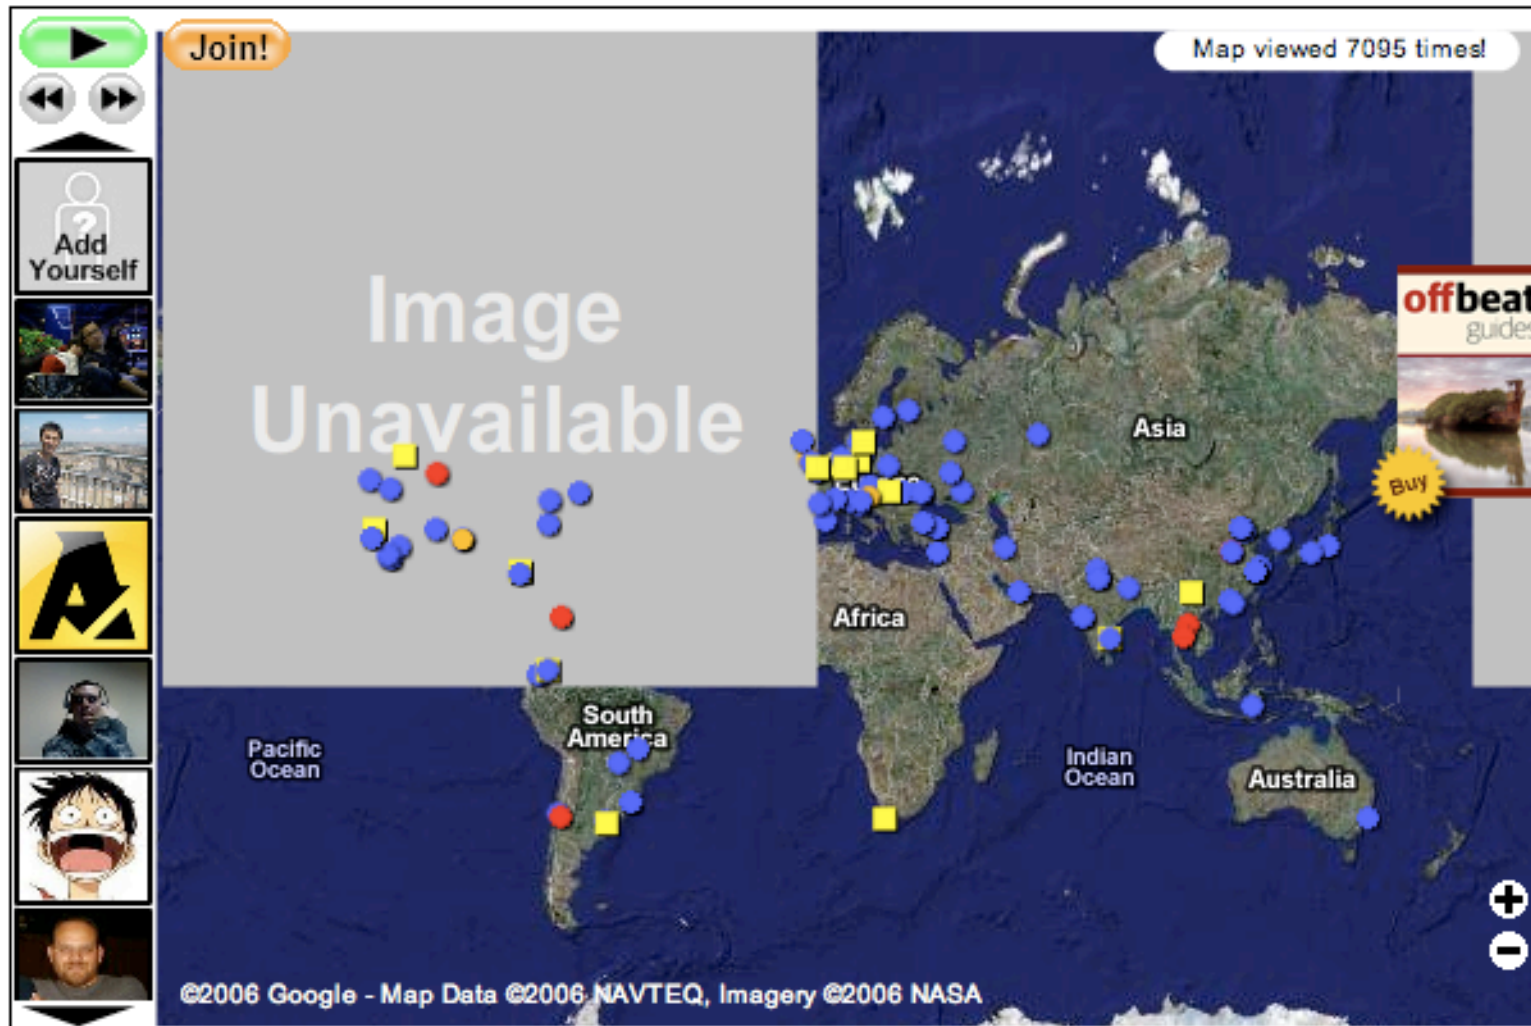 Join!
Map viewed 7095 times!
Add
Yourself
Image
Unavailable
offbeat
guides
Buy
Asia
Africa
South
America
Pacific
Ocean
Indian
Ocean
Australia
©2006 Google - Map Data ©2006 NAVTEQ, Imagery ©2006 NASA